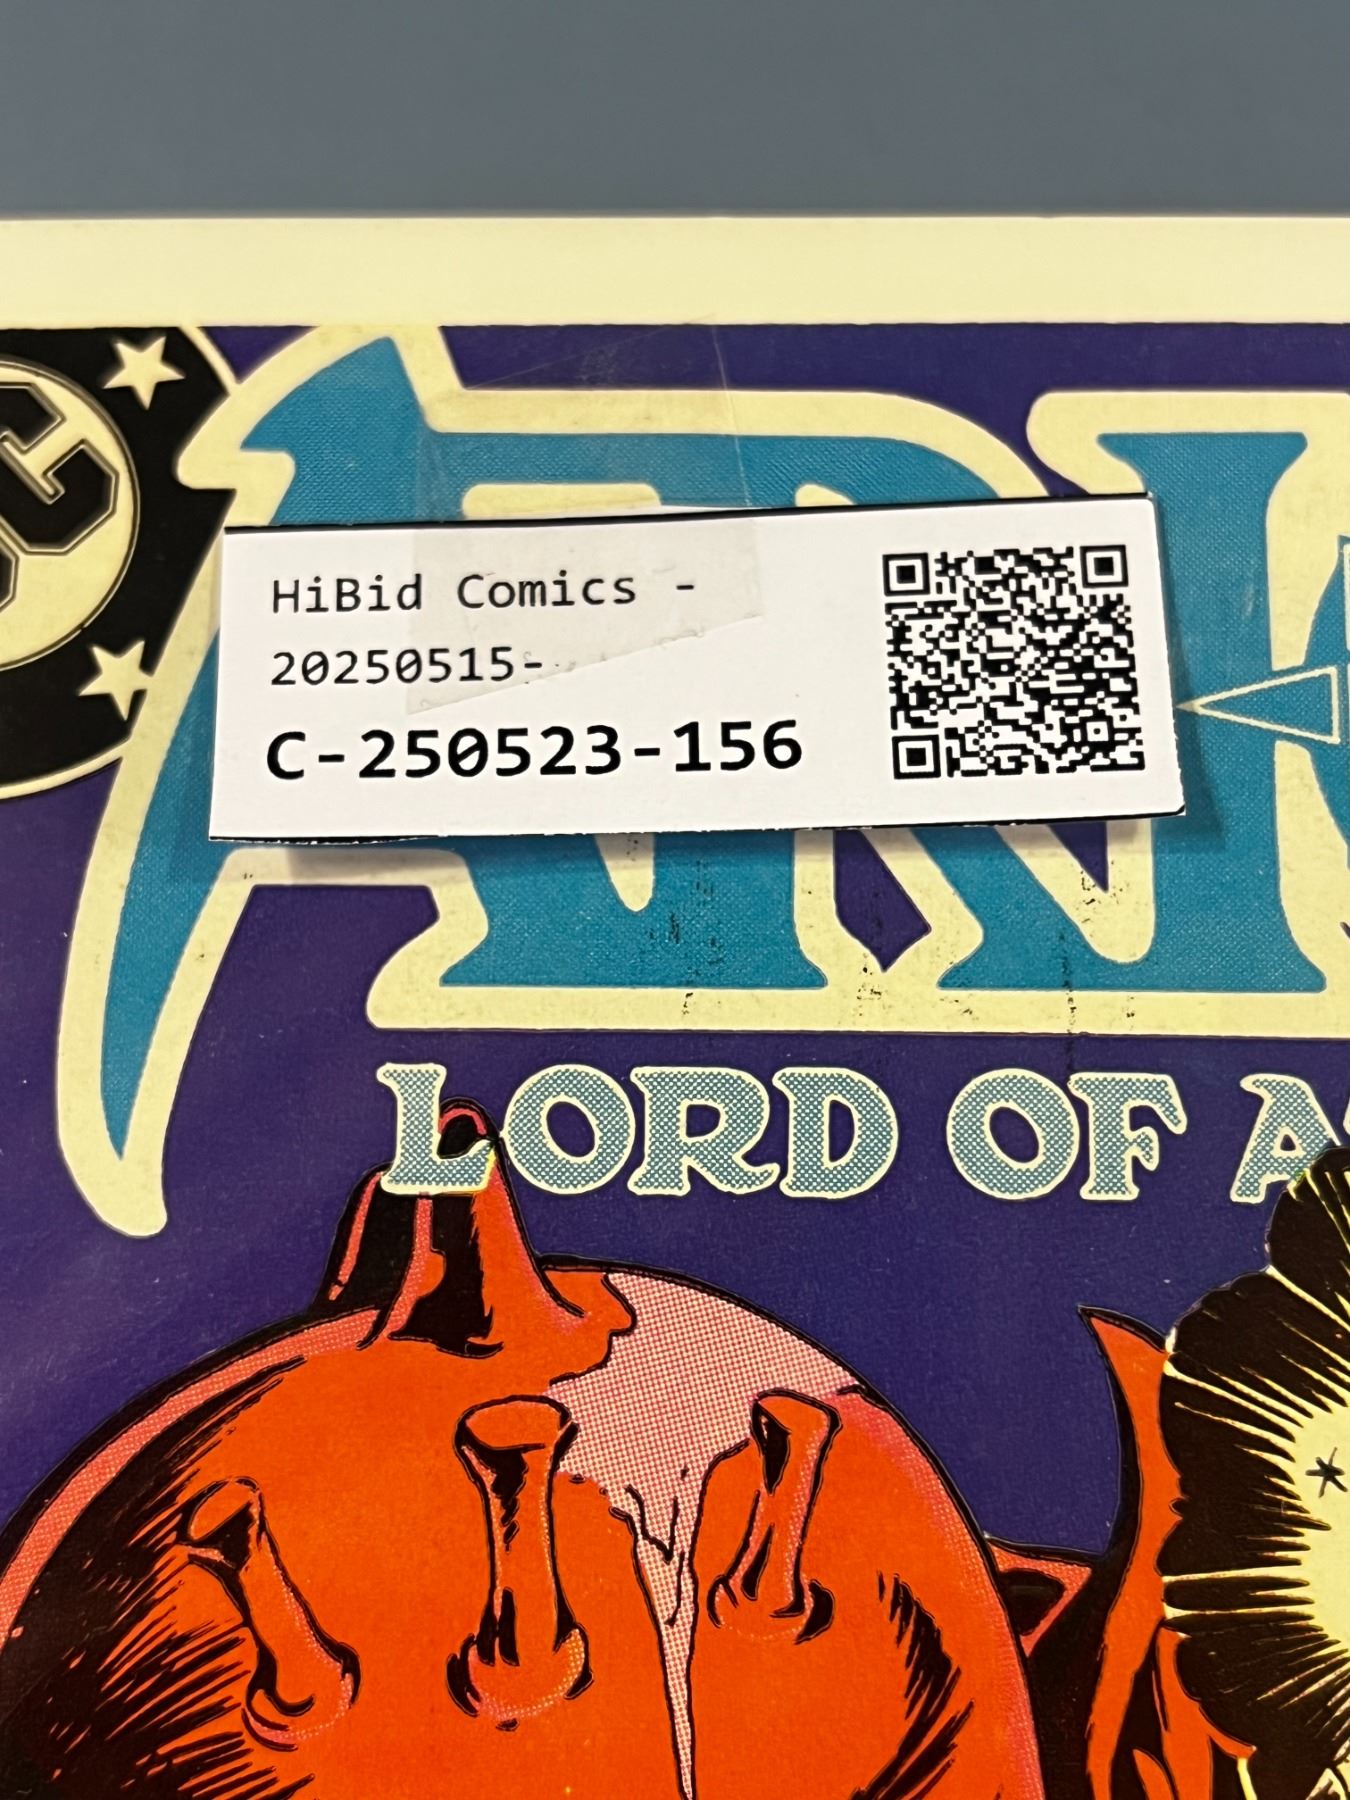 HiBid Comics -
20250515-
C-250523-156
LORD OF A